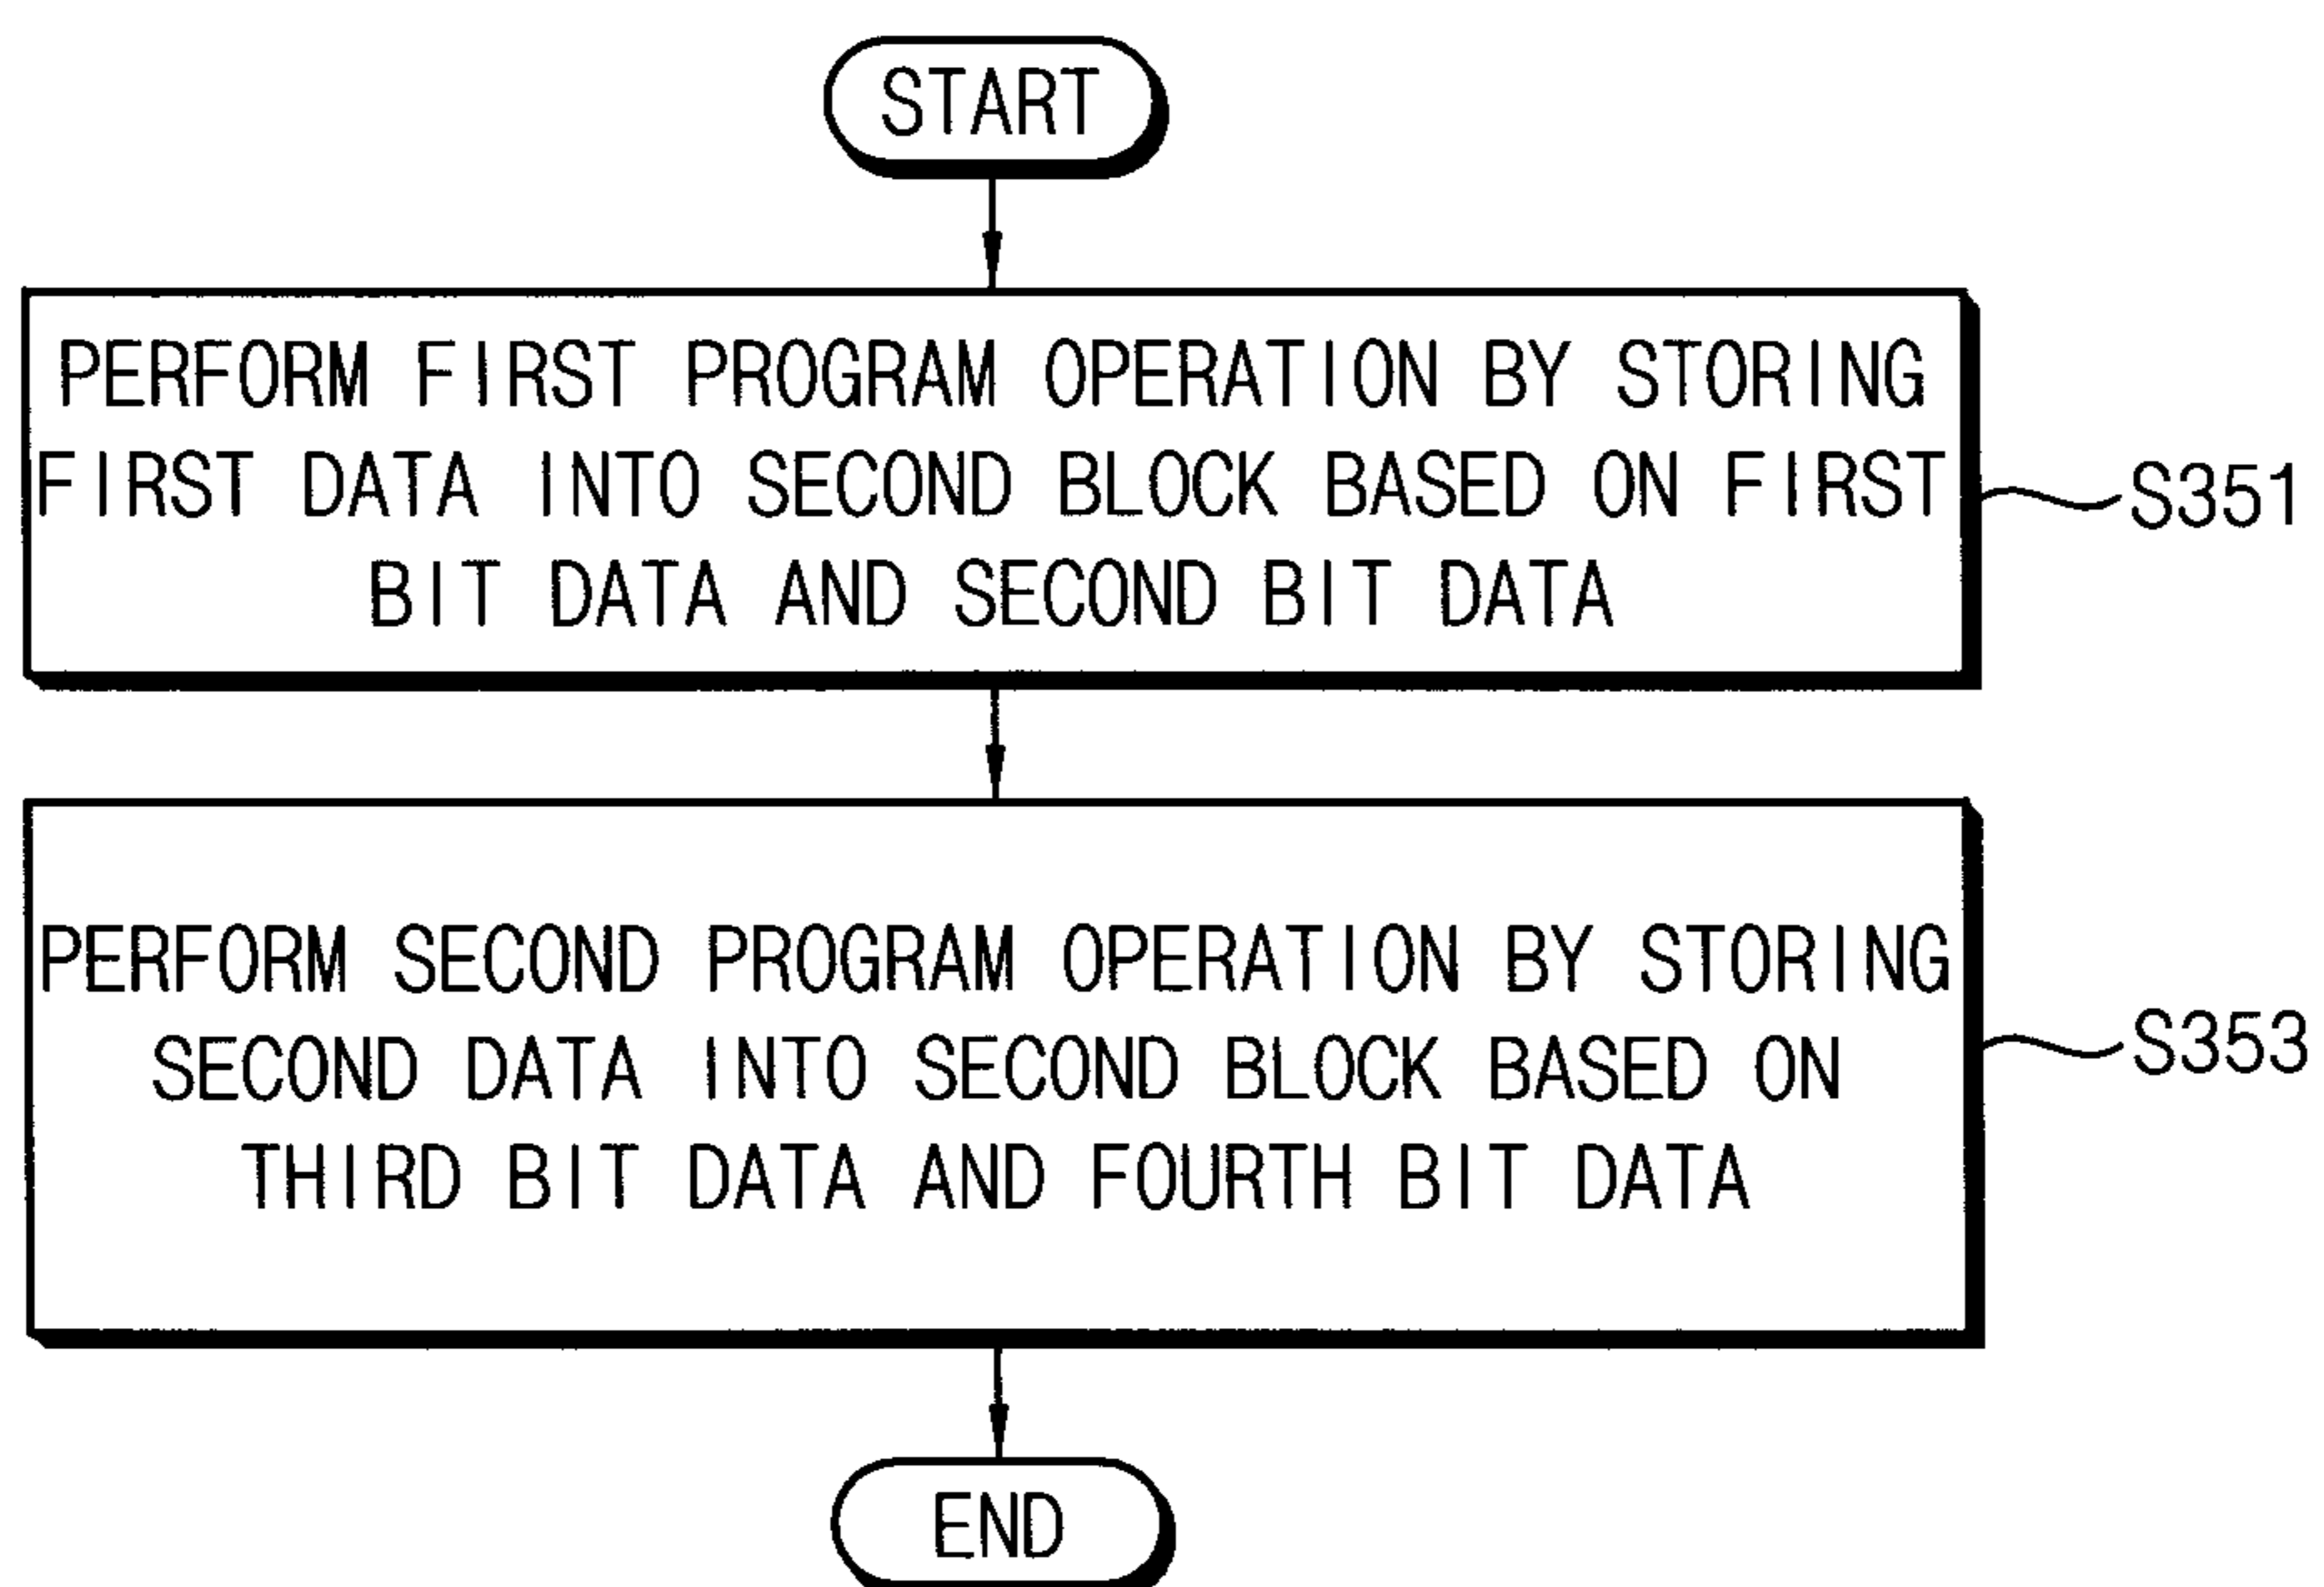 START
PERFORM FIRST PROGRAM OPERATION BY STORING
FIRST DATA INTO SECOND BLOCK BASED ON FIRST
BIT DATA AND SECOND BIT DATA
S351
PERFORM SECOND PROGRAM OPERATION BY STORING
SECOND DATA INTO SECOND BLOCK BASED ON
THIRD BIT DATA AND FOURTH BIT DATA
S353
END